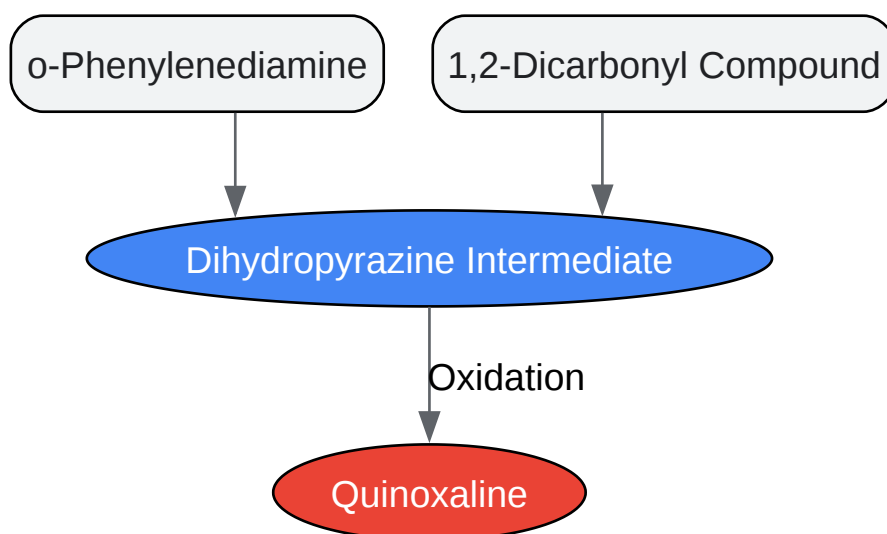 o-Phenylenediamine
1,2-Dicarbonyl Compound
Dihydropyrazine Intermediate
Oxidation
Quinoxaline